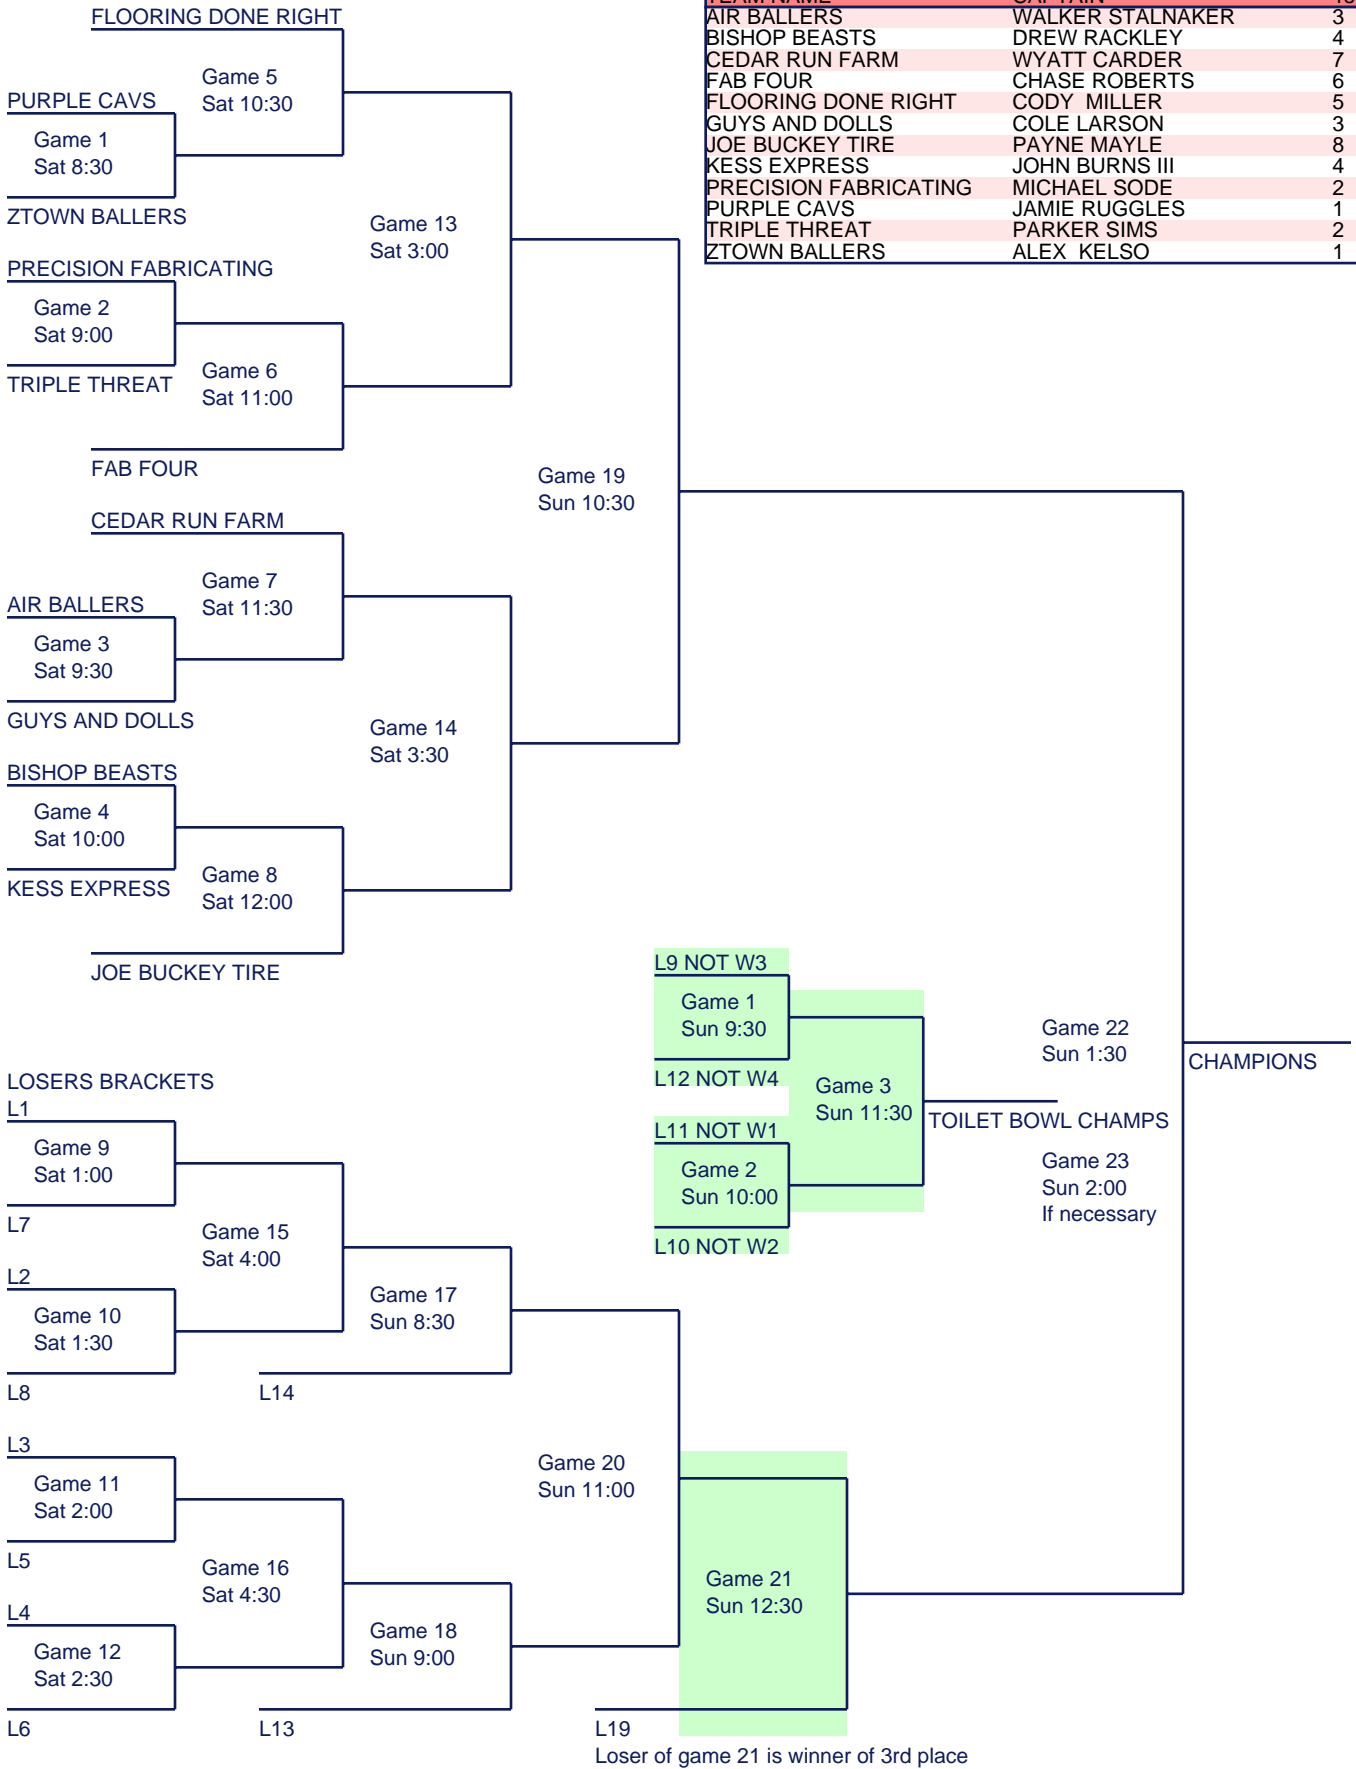 FLOORING DONE RIGHT
Game 5
Sat 10:30
PURPLE CAVS
Game 1
Sat 8:30
ZTOWN BALLERS
Game 13
Sat 3:00
PRECISION FABRICATING
Game 2
Sat 9:00
TRIPLE THREAT
Game 6
Sat 11:00
FAB FOUR
Game 19
Sun 10:30
CEDAR RUN FARM
Game 7
Sat 11:30
AIR BALLERS
Game 3
Sat 9:30
GUYS AND DOLLS
Game 14
Sat 3:30
BISHOP BEASTS
Game 4
Sat 10:00
KESS EXPRESS
Game 8
Sat 12:00
JOE BUCKEY TIRE
AIR BALLERS WALKER STALNAKER 3
BISHOP BEASTS DREW RACKLEY 4
CEDAR RUN FARM WYATT CARDER 7
FAB FOUR CHASE ROBERTS 6
FLOORING DONE RIGHT CODY MILLER 5
GUYS AND DOLLS COLE LARSON 3
JOE BUCKEY TIRE PAYNE MAYLE 8
KESS EXPRESS JOHN BURNS III 4
PRECISION FABRICATING MICHAEL SODE 2
PURPLE CAVS JAMIE RUGGLES 1
TRIPLE THREAT PARKER SIMS 2
ZTOWN BALLERS ALEX KELSO 1
L9 NOT W3
Game 1
Sun 9:30
L12 NOT W4
Game 3
Sun 11:30
L11 NOT W1
Game 2
Sun 10:00
L10 NOT W2
TOILET BOWL CHAMPS
Game 22
Sun 1:30
CHAMPIONS
Game 23
Sun 2:00
If necessary
LOSERS BRACKETS
L1
Game 9
Sat 1:00
L7
Game 15
Sat 4:00
L2
Game 10
Sat 1:30
L8
Game 17
Sun 8:30
L14
L3
Game 11
Sat 2:00
L5
Game 16
Sat 4:30
L4
Game 12
Sat 2:30
L6
Game 18
Sun 9:00
L13
Game 20
Sun 11:00
Game 21
Sun 12:30
L19
Loser of game 21 is winner of 3rd place